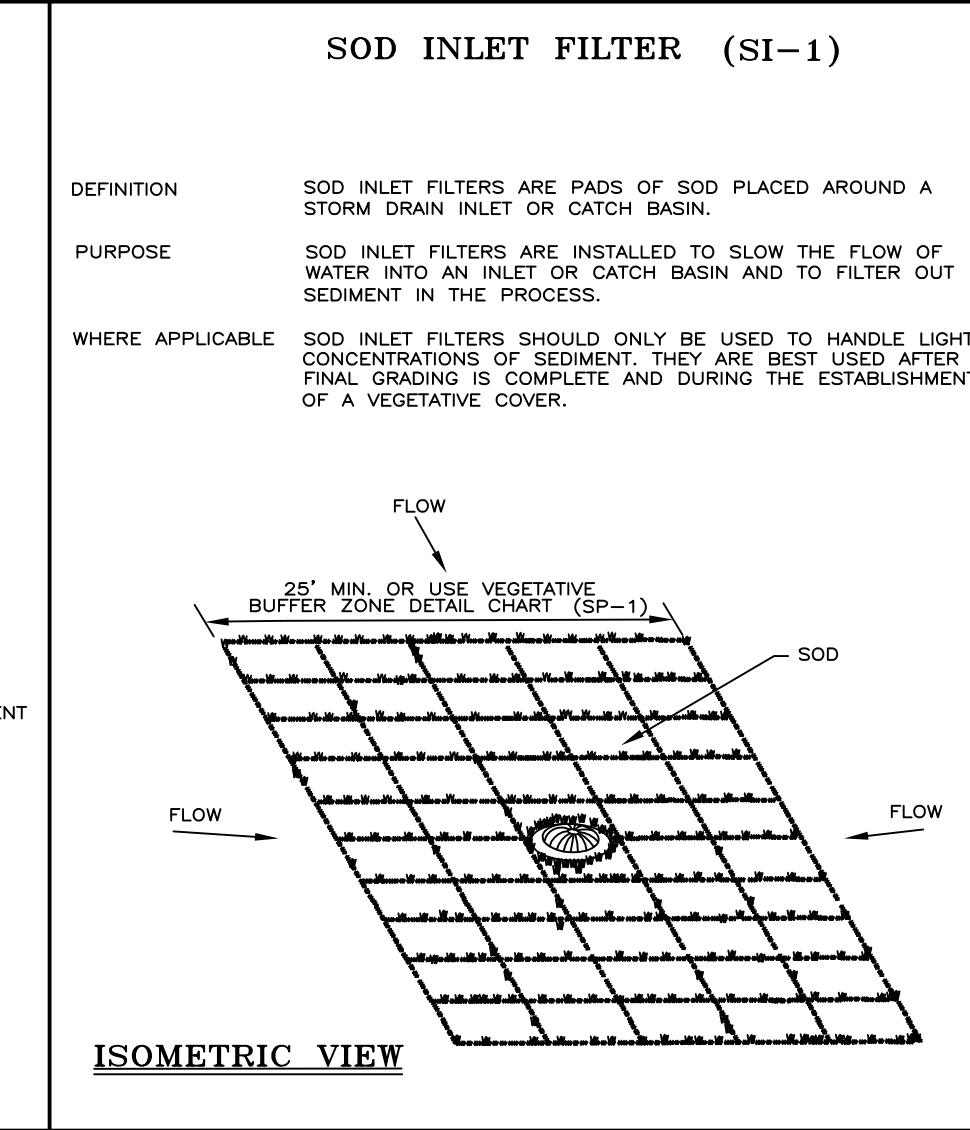 SOD INLET FILTER (SI-1)
DEFINITION
SOD INLET FILTERS ARE PADS OF SOD PLACED AROUND A
STORM DRAIN INLET OR CATCH BASIN.
PURPOSE
SOD INLET FILTERS ARE INSTALLED TO SLOW THE FLOW OF
WATER INTO AN INLET OR CATCH BASIN AND TO FILTER OUT
SEDIMENT IN THE PROCESS.
WHERE APPLICABLE
SOD INLET FILTERS SHOULD ONLY BE USED TO HANDLE LIGHT
CONCENTRATIONS OF SEDIMENT. THEY ARE BEST USED AFTER
FINAL GRADING IS COMPLETE AND DURING THE ESTABLISHMENT
OF A VEGETATIVE COVER.
FLOW
25' MIN. OR USE VEGETATIVE
BUFFER ZONE DETAIL CHART (SP-1)
SOD
ENT
FLOW
FLOW
ISOMETRIC VIEW